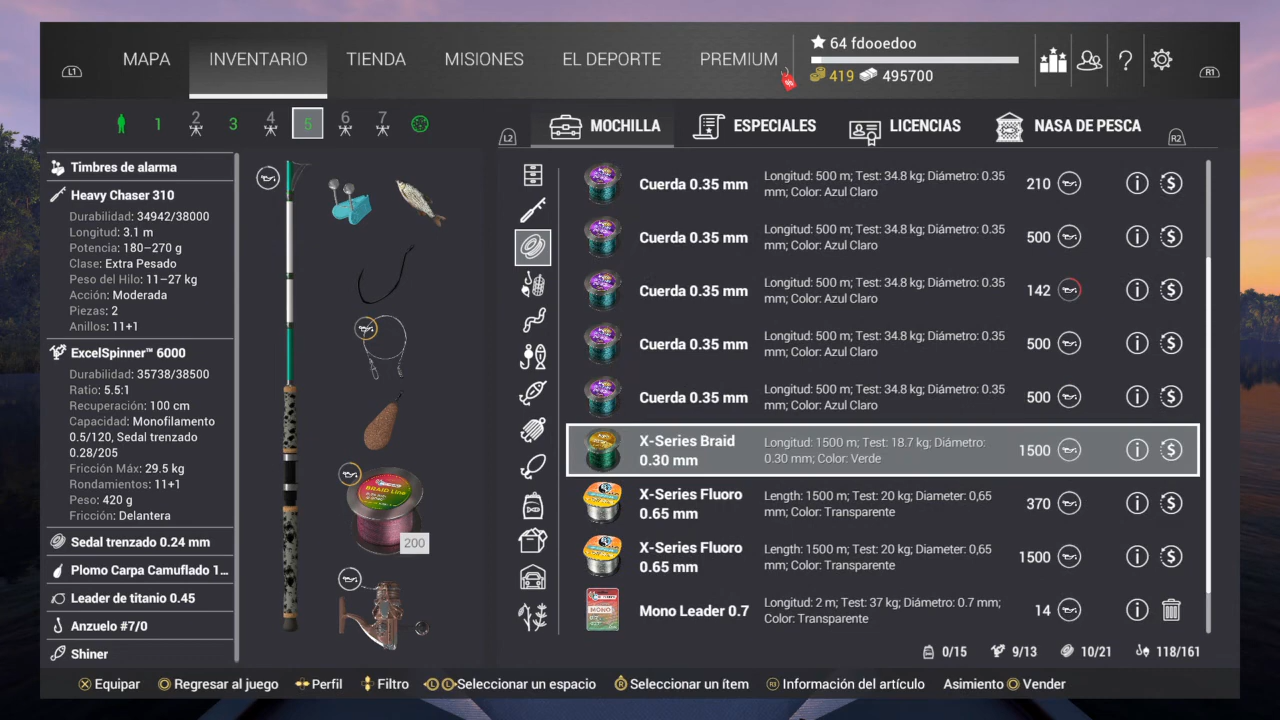 L1
MAPA
INVENTARIO
TIENDA
MISIONES
EL DEPORTE
PREMIUM
64 fdooedoo
419 495700
?
R1
1 2 3 4 5 6 7
L2
MOCHILLA
ESPECIALES
LICENCIAS
NASA DE PESCA
R2
Timbres de alarma
Heavy Chaser 310
Durabilidad: 34942/38000
Longitud: 3.1 m
Potencia: 180–270 g
Clase: Extra Pesado
Peso del Hilo: 11–27 kg
Acción: Moderada
Piezas: 2
Anillos: 11+1
ExcelSpinner™ 6000
Durabilidad: 35738/38500
Ratio: 5.5:1
Recuperación: 100 cm
Capacidad: Monofilamento
0.5/120, Sedal trenzado
0.28/205
Fricción Máx: 29.5 kg
Rondamientos: 11+1
Peso: 420 g
Fricción: Delantera
Sedal trenzado 0.24 mm
Plomo Carpa Camuflado 1...
Leader de titanio 0.45
Anzuelo #7/0
Shiner
BRAID LINE
200
Cuerda 0.35 mm
Longitud: 500 m; Test: 34.8 kg; Diámetro: 0.35
mm; Color: Azul Claro
210
Cuerda 0.35 mm
Longitud: 500 m; Test: 34.8 kg; Diámetro: 0.35
mm; Color: Azul Claro
500
Cuerda 0.35 mm
Longitud: 500 m; Test: 34.8 kg; Diámetro: 0.35
mm; Color: Azul Claro
142
Cuerda 0.35 mm
Longitud: 500 m; Test: 34.8 kg; Diámetro: 0.35
mm; Color: Azul Claro
500
Cuerda 0.35 mm
Longitud: 500 m; Test: 34.8 kg; Diámetro: 0.35
mm; Color: Azul Claro
500
X-Series Braid
0.30 mm
Longitud: 1500 m; Test: 18.7 kg; Diámetro:
0.30 mm; Color: Verde
1500
X-Series Fluoro
0.65 mm
Length: 1500 m; Test: 20 kg; Diameter: 0,65
mm; Color: Transparente
370
X-Series Fluoro
0.65 mm
Length: 1500 m; Test: 20 kg; Diameter: 0,65
mm; Color: Transparente
1500
MONO
Mono Leader 0.7
Longitud: 2 m; Test: 37 kg; Diámetro: 0.7 mm;
Color: Transparente
14
0/15 9/13 10/21 118/161
Equipar
Regresar al juego
Perfil
Filtro
L L Seleccionar un espacio
R Seleccionar un ítem
R3 Información del artículo
Asimiento Vender